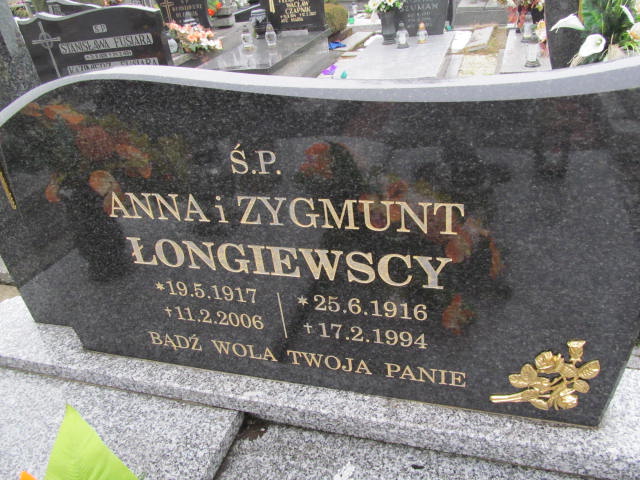 Ś.P.
STANISŁAWA FUSIARA
Ś.P.
ANNA i ZYGMUNT
ŁONGIEWSCY
*19.5.1917 | *25.6.1916
+11.2.2006 | +17.2.1994
BĄDŹ WOLA TWOJA PANIE